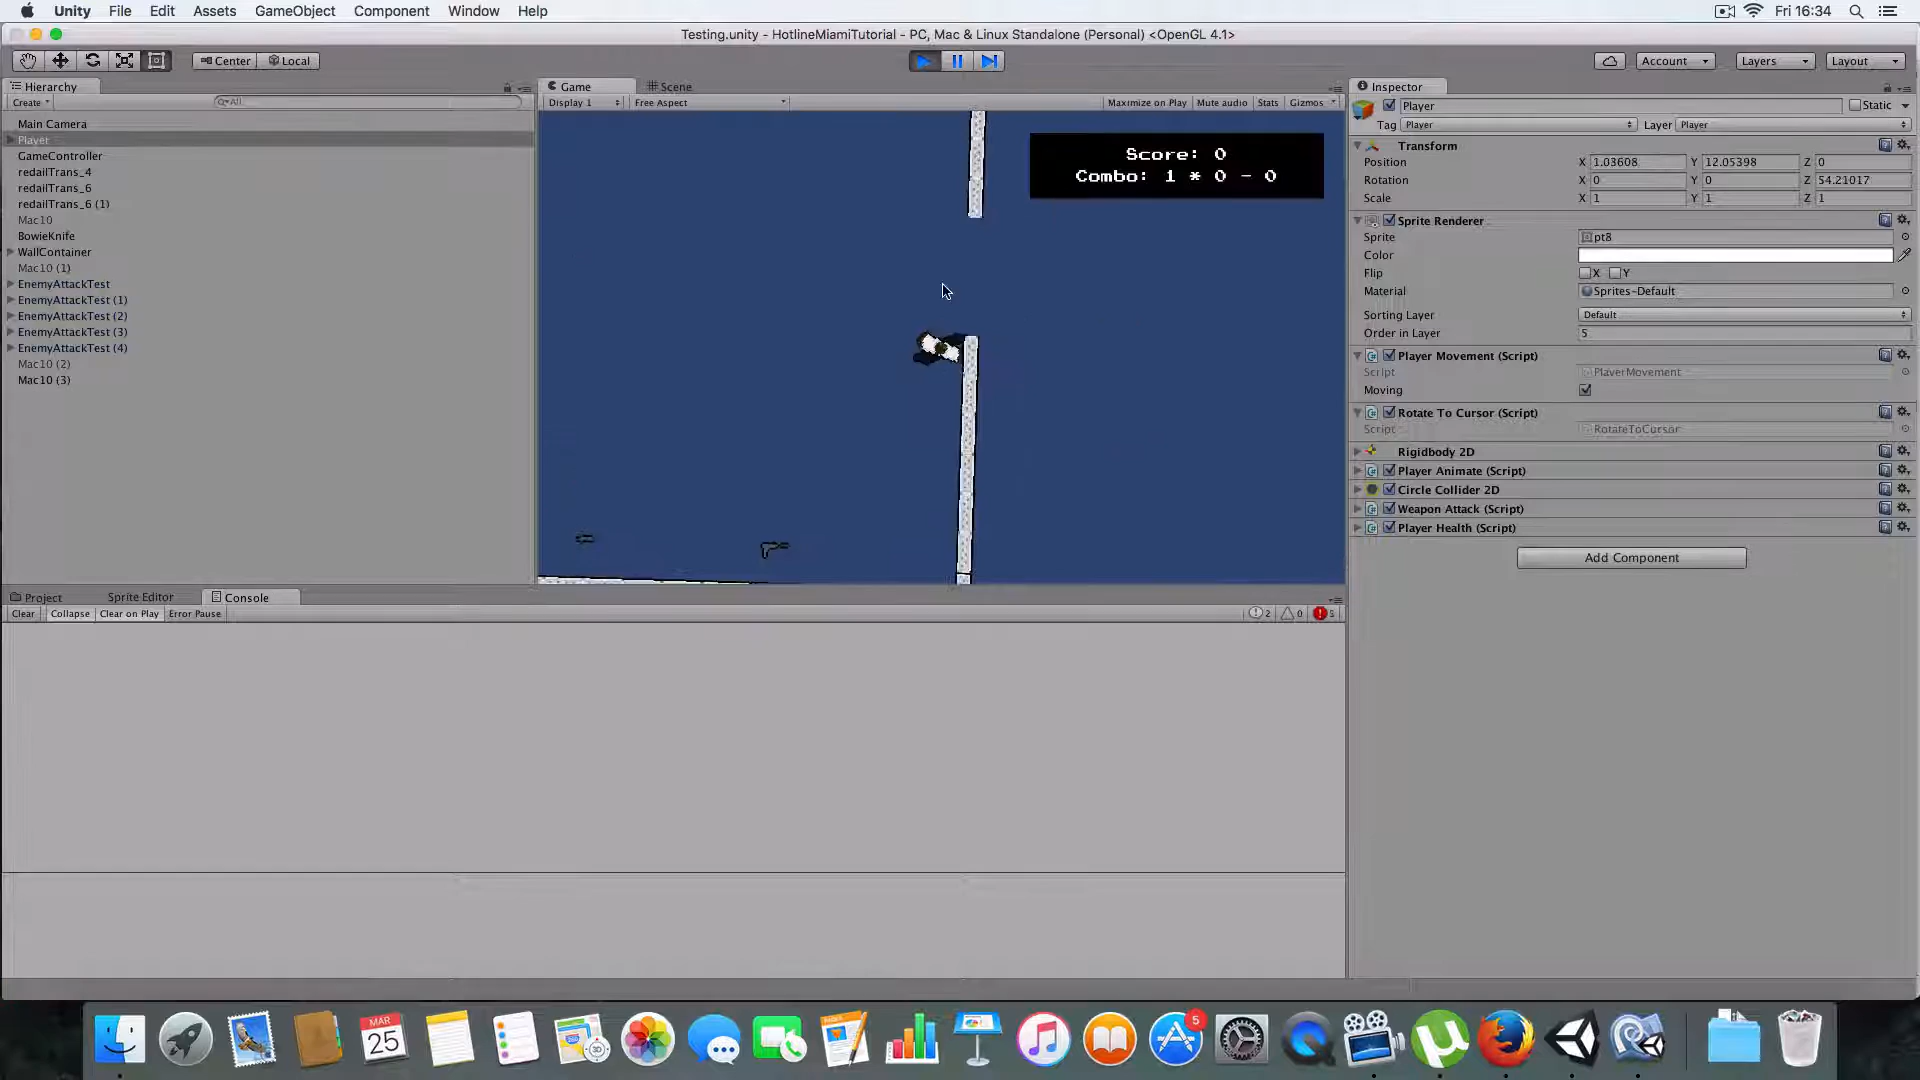 Unity File Edit Assets GameObject Component Window Help Fri 16:34
Testing.unity - HotlineMiamiTutorial - PC, Mac & Linux Standalone (Personal) <OpenGL 4.1>
Center Local Account Layers Layout
Hierarchy
Create All
Main Camera
Player
GameController
redailTrans_4
redailTrans_6
redailTrans_6 (1)
Mac10
BowieKnife
WallContainer
Mac10 (1)
EnemyAttackTest
EnemyAttackTest (1)
EnemyAttackTest (2)
EnemyAttackTest (3)
EnemyAttackTest (4)
Mac10 (2)
Mac10 (3)
Game Scene
Display 1 Free Aspect Maximize on Play Mute audio Stats Gizmos
Score: 0
Combo: 1 * 0 - 0
Project Sprite Editor Console
Clear Collapse Clear on Play Error Pause 2 0 5
Inspector
Player Static
Tag Player Layer Player
Transform
Position X 1.03608 Y 12.05398 Z 0
Rotation X 0 Y 0 Z 54.21017
Scale X 1 Y 1 Z 1
Sprite Renderer
Sprite pt8
Color
Flip X Y
Material Sprites-Default
Sorting Layer Default
Order in Layer 5
Player Movement (Script)
Script PlayerMovement
Moving
Rotate To Cursor (Script)
Script RotateToCursor
Rigidbody 2D
Player Animate (Script)
Circle Collider 2D
Weapon Attack (Script)
Player Health (Script)
Add Component
MAR
25
5